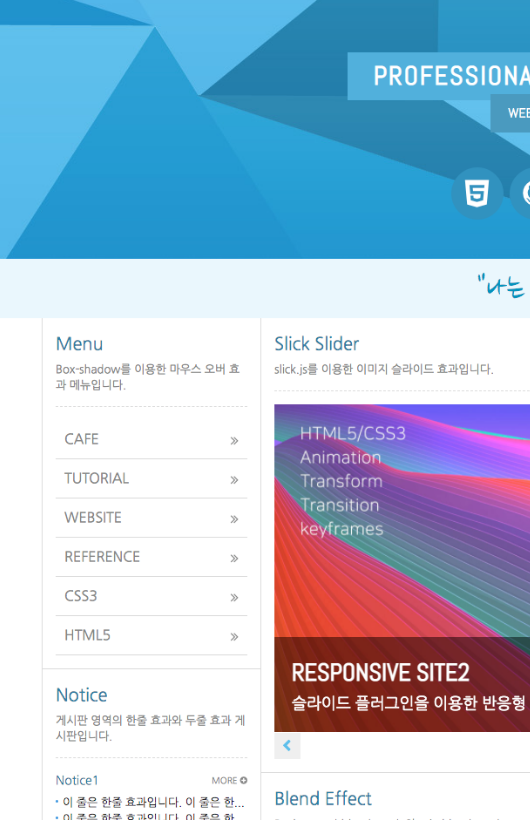 PROFESSIONA
WEB
"나는
Menu
Box-shadow를 이용한 마우스 오버 효
과 메뉴입니다.
CAFE
TUTORIAL
WEBSITE
REFERENCE
CSS3
HTML5
Notice
게시판 영역의 한줄 효과와 두줄 효과 게
시판입니다.
Notice1 MORE
이 줄은 한줄 효과입니다. 이 줄은 한...
이 줄은 한줄 효과입니다. 이 줄은 한
Slick Slider
slick.js를 이용한 이미지 슬라이드 효과입니다.
HTML5/CSS3
Animation
Transform
Transition
keyframes
RESPONSIVE SITE2
슬라이드 플러그인을 이용한 반응형
Blend Effect